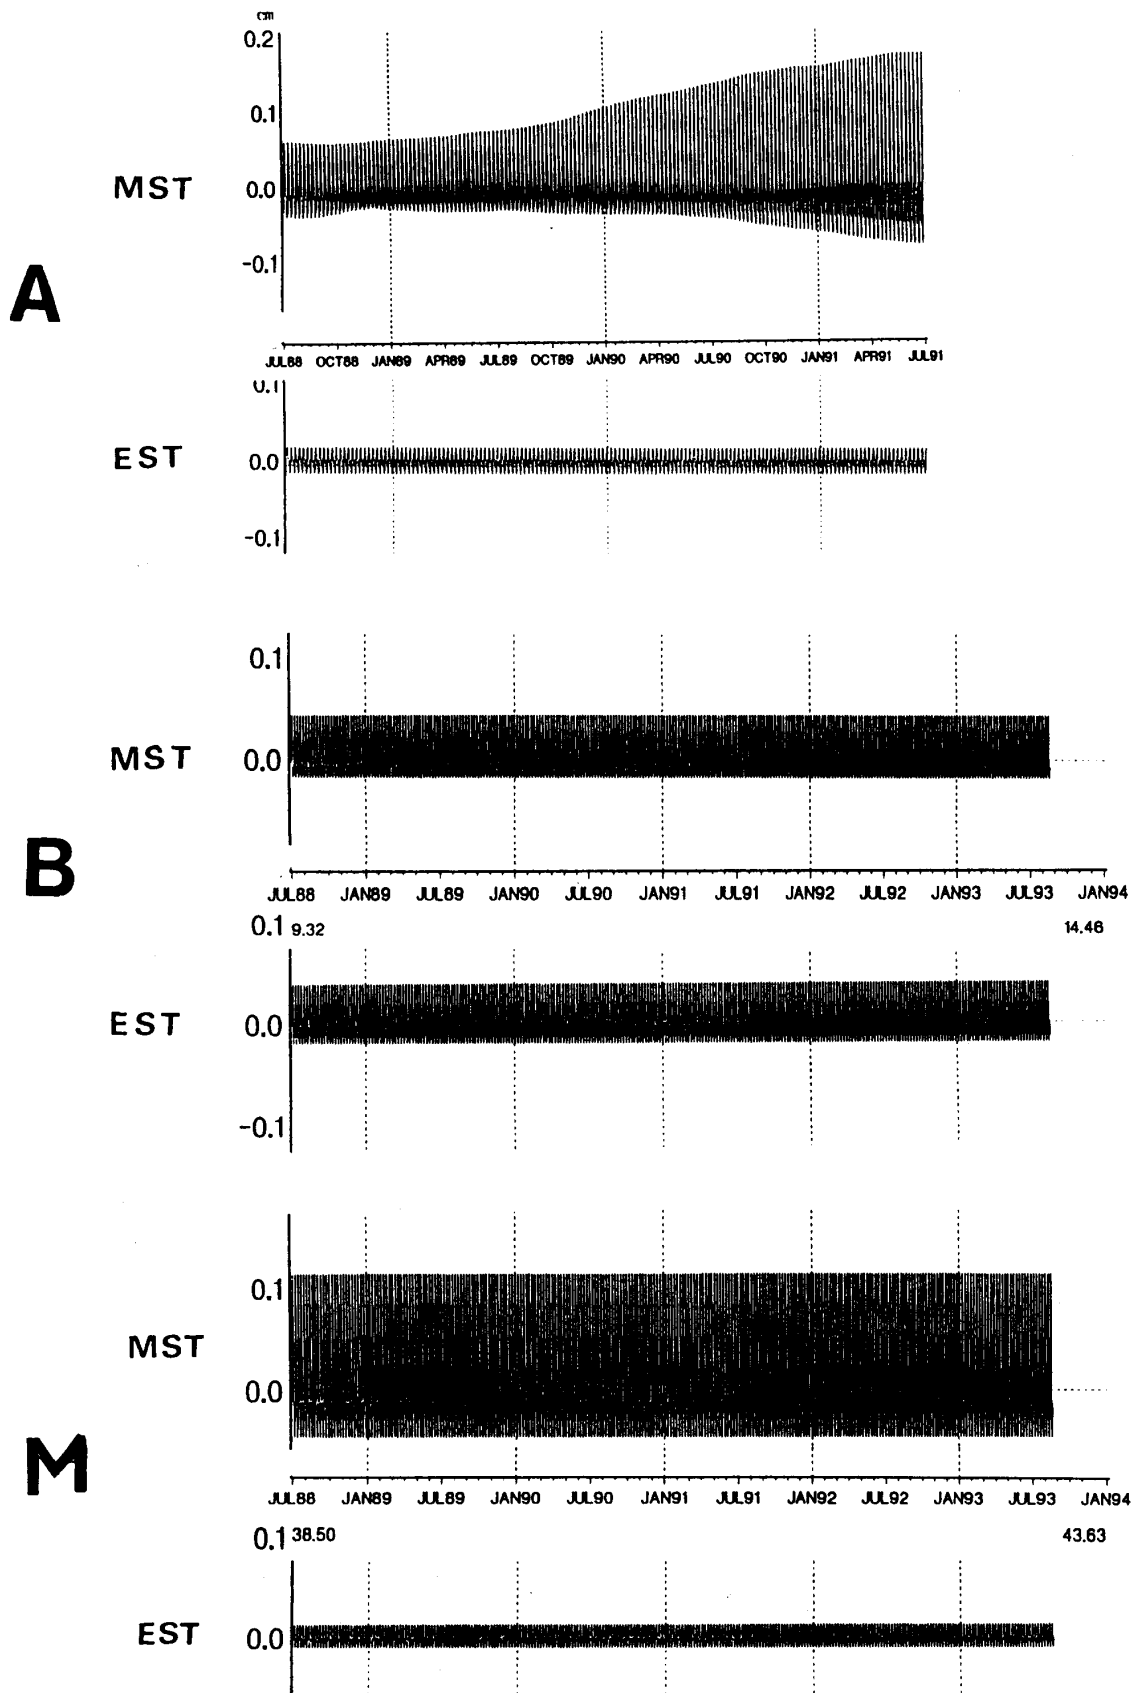 cm
0.2
0.1
MST
0.0
-0.1
A
JUL88 OCT88 JAN89 APR89 JUL89 OCT89 JAN90 APR90 JUL90 OCT90 JAN91 APR91 JUL91
0.1
EST
0.0
-0.1
0.1
MST
0.0
B
JUL88 JAN89 JUL89 JAN90 JUL90 JAN91 JUL91 JAN92 JUL92 JAN93 JUL93 JAN94
0.1 9.32 14.46
EST
0.0
-0.1
0.1
MST
0.0
M
JUL88 JAN89 JUL89 JAN90 JUL90 JAN91 JUL91 JAN92 JUL92 JAN93 JUL93 JAN94
0.1 38.50 43.63
EST
0.0